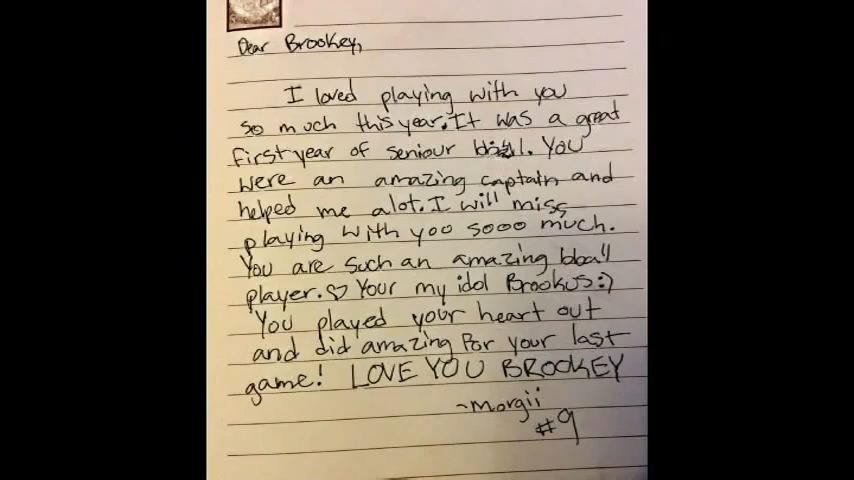 Dear Brookey,
I loved playing with you
so much this year. It was a great
first year of seniour bball. You
were an amazing captain and
helped me alot. I will miss
playing with yoo sooo much.
You are such an amazing bball
player. ♡ Your my idol Brookus :)
You played your heart out
and did amazing for your last
game! LOVE YOU BROOKEY
~morgii
#9